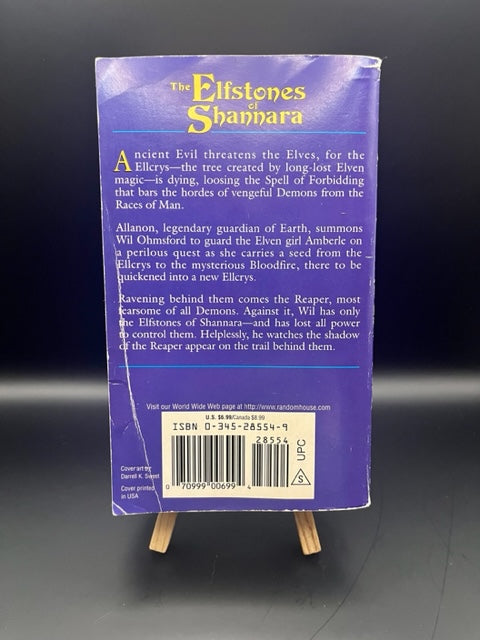 The Elfstones
of
Shannara
Ancient Evil threatens the Elves, for the
Ellcrys—the tree created by long-lost Elven
magic—is dying, loosing the Spell of Forbidding
that bars the hordes of vengeful Demons from the
Races of Man.
Allanon, legendary guardian of Earth, summons
Wil Ohmsford to guard the Elven girl Amberle on
a perilous quest as she carries a seed from the
Ellcrys to the mysterious Bloodfire, there to be
quickened into a new Ellcrys.
Ravening behind them comes the Reaper, most
fearsome of all Demons. Against it, Wil has only
the Elfstones of Shannara—and has lost all power
to control them. Helplessly, he watches the shadow
of the Reaper appear on the trail behind them.
Visit our World Wide Web page at http://www.randomhouse.com
U.S. $6.99/Canada $8.99
ISBN 0-345-28554-9
28554
UPC
S
Cover art by
Darrell K. Sweet
Cover printed
in USA
0 70999 00699 4